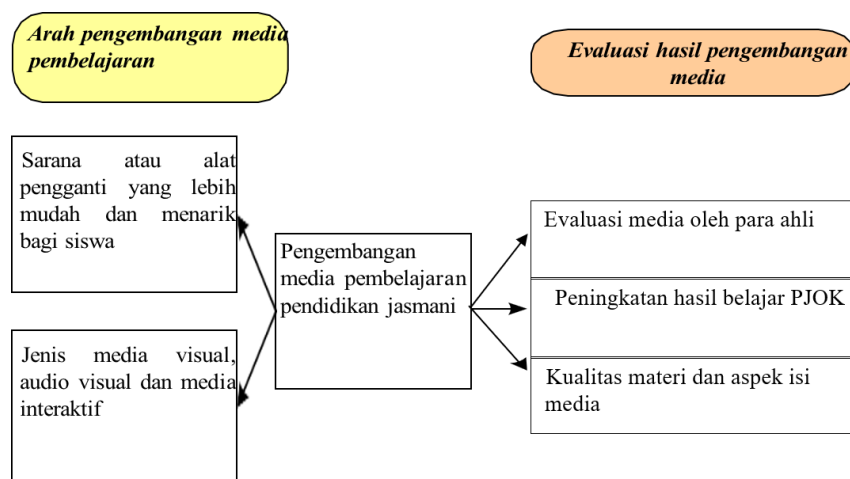 Arah pengembangan media
pembelajaran
Evaluasi hasil pengembangan
media
Sarana atau alat
pengganti yang lebih
mudah dan menarik
bagi siswa
Jenis media visual,
audio visual dan media
interaktif
Pengembangan
media pembelajaran
pendidikan jasmani
Evaluasi media oleh para ahli
Peningkatan hasil belajar PJOK
Kualitas materi dan aspek isi
media